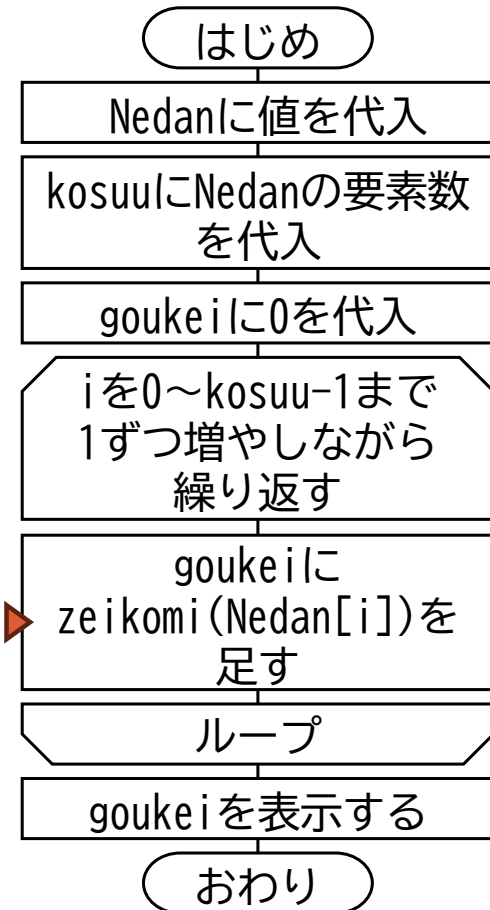 はじめ
Nedanに値を代入
kosuuにNedanの要素数
を代入
goukeiに0を代入
iを0～kosuu-1まで
1ずつ増やしながら
繰り返す
goukeiに
zeikomi(Nedan[i])を
足す
ループ
goukeiを表示する
おわり